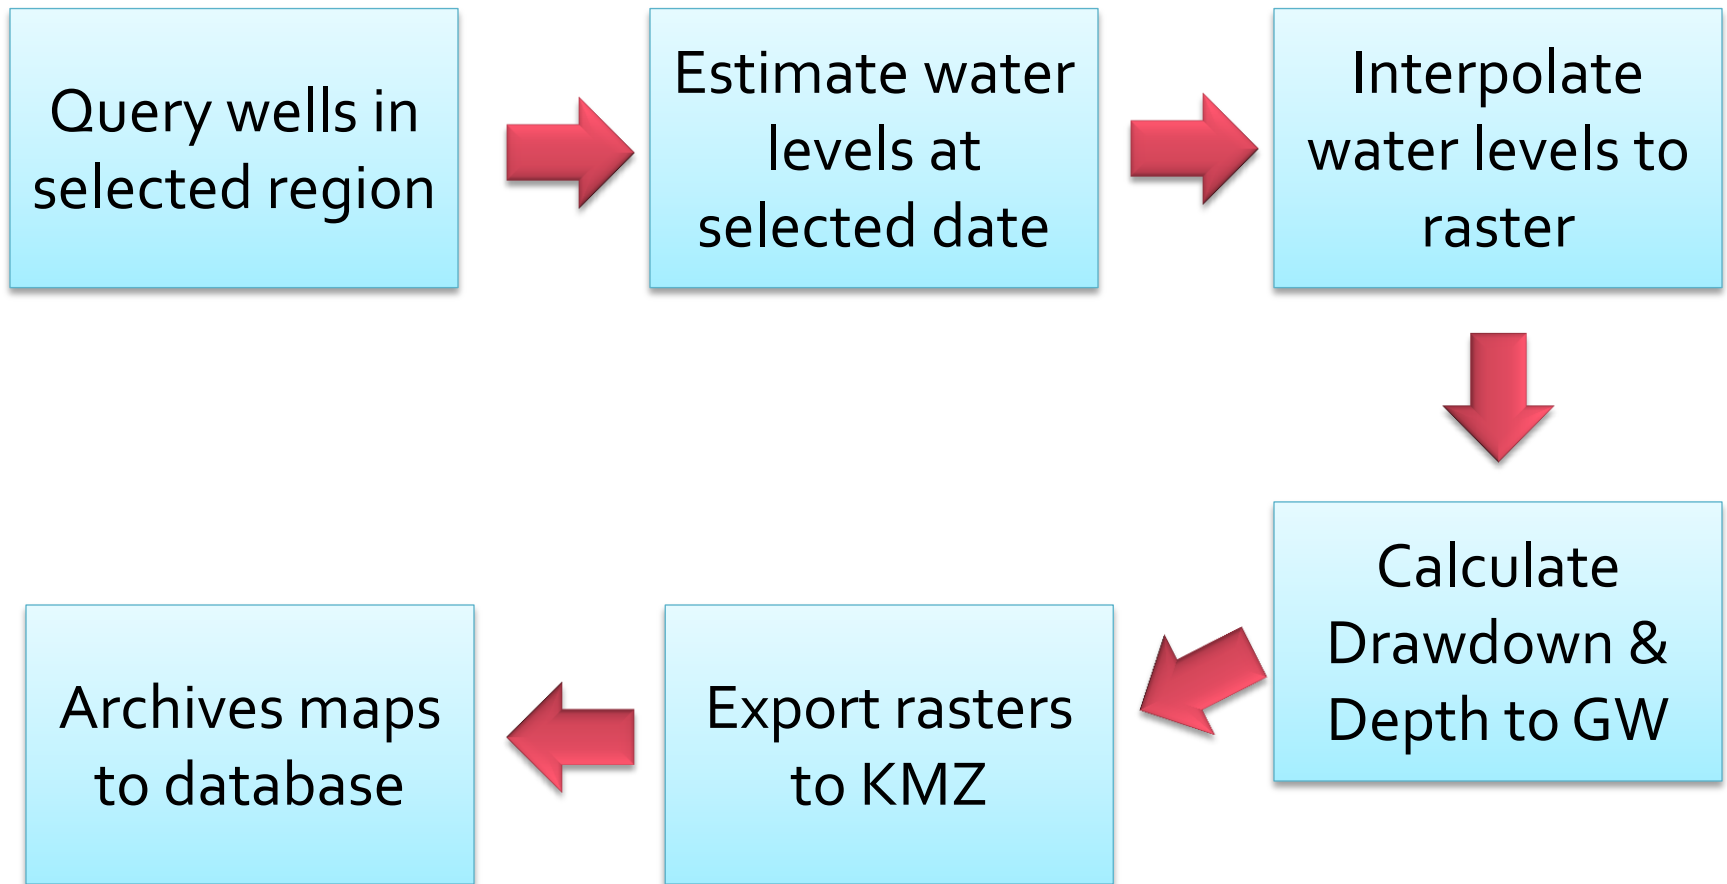 Query wells in
selected region
Estimate water
levels at
selected date
Interpolate
water levels to
raster
Calculate
Drawdown &
Depth to GW
Export rasters
to KMZ
Archives maps
to database